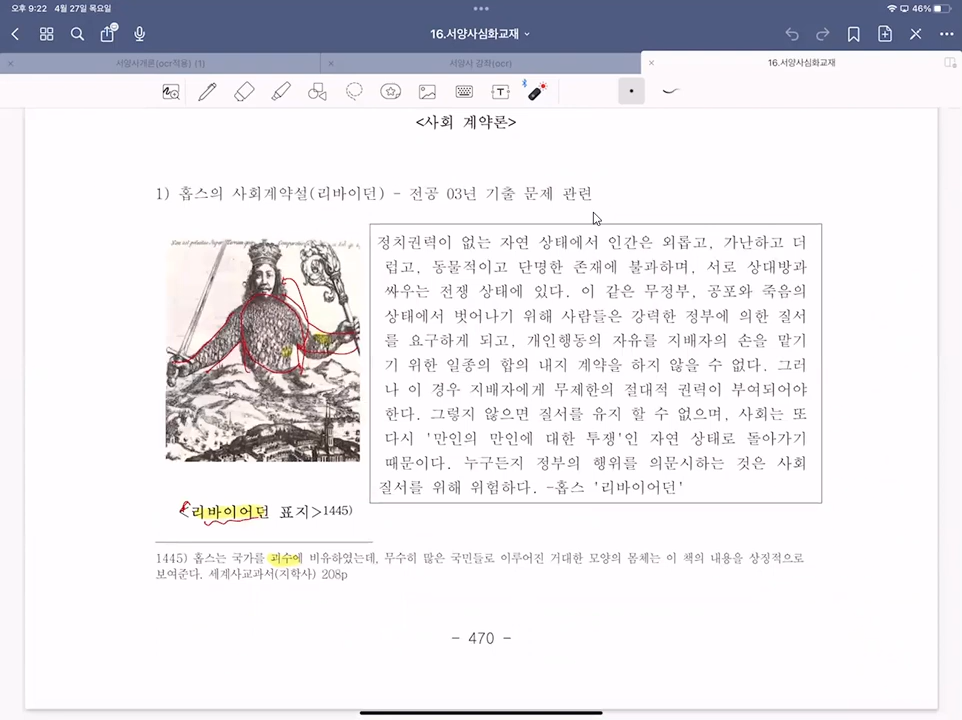 오후 9:22 4월 27일 목요일
46%
16.서양사심화교재
서양사개론(ocr적용) (1)
서양사 강좌(ocr)
16.서양사심화교재
<사회 계약론>
1) 홉스의 사회계약설(리바이던) - 전공 03년 기출 문제 관련
정치권력이 없는 자연 상태에서 인간은 외롭고, 가난하고 더
럽고, 동물적이고 단명한 존재에 불과하며, 서로 상대방과
싸우는 전쟁 상태에 있다. 이 같은 무정부, 공포와 죽음의
상태에서 벗어나기 위해 사람들은 강력한 정부에 의한 질서
를 요구하게 되고, 개인행동의 자유를 지배자의 손을 맡기
기 위한 일종의 합의 내지 계약을 하지 않을 수 없다. 그러
나 이 경우 지배자에게 무제한의 절대적 권력이 부여되어야
한다. 그렇지 않으면 질서를 유지 할 수 없으며, 사회는 또
다시 '만인의 만인에 대한 투쟁'인 자연 상태로 돌아가기
때문이다. 누구든지 정부의 행위를 의문시하는 것은 사회
질서를 위해 위험하다. -홉스 '리바이어던'
<리바이어던 표지>1445)
1445) 홉스는 국가를 괴수에 비유하였는데, 무수히 많은 국민들로 이루어진 거대한 모양의 몸체는 이 책의 내용을 상징적으로
보여준다. 세계사교과서(지학사) 208p
- 470 -